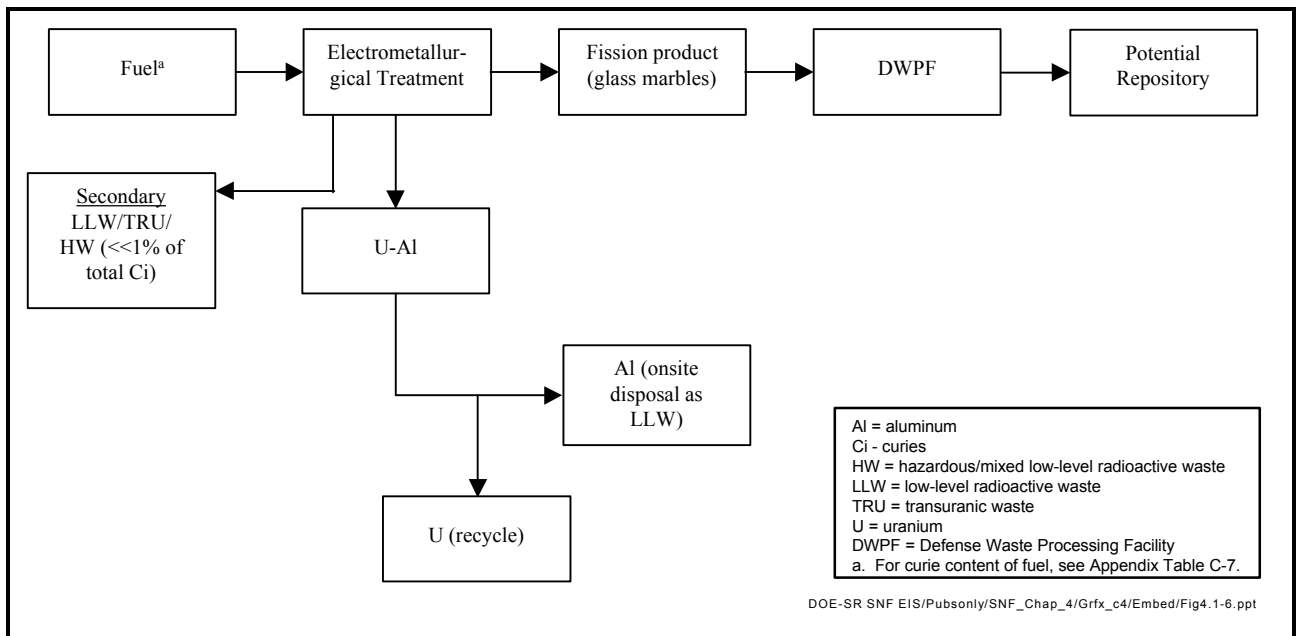 Fuelᵃ
Electrometallur-
gical Treatment
Fission product
(glass marbles)
DWPF
Potential
Repository
Secondary
LLW/TRU/
HW (<<1% of
total Ci)
U-Al
Al (onsite
disposal as
LLW)
U (recycle)
Al = aluminum
Ci - curies
HW = hazardous/mixed low-level radioactive waste
LLW = low-level radioactive waste
TRU = transuranic waste
U = uranium
DWPF = Defense Waste Processing Facility
a. For curie content of fuel, see Appendix Table C-7.
DOE-SR SNF EIS/Pubsonly/SNF_Chap_4/Grfx_c4/Embed/Fig4.1-6.ppt